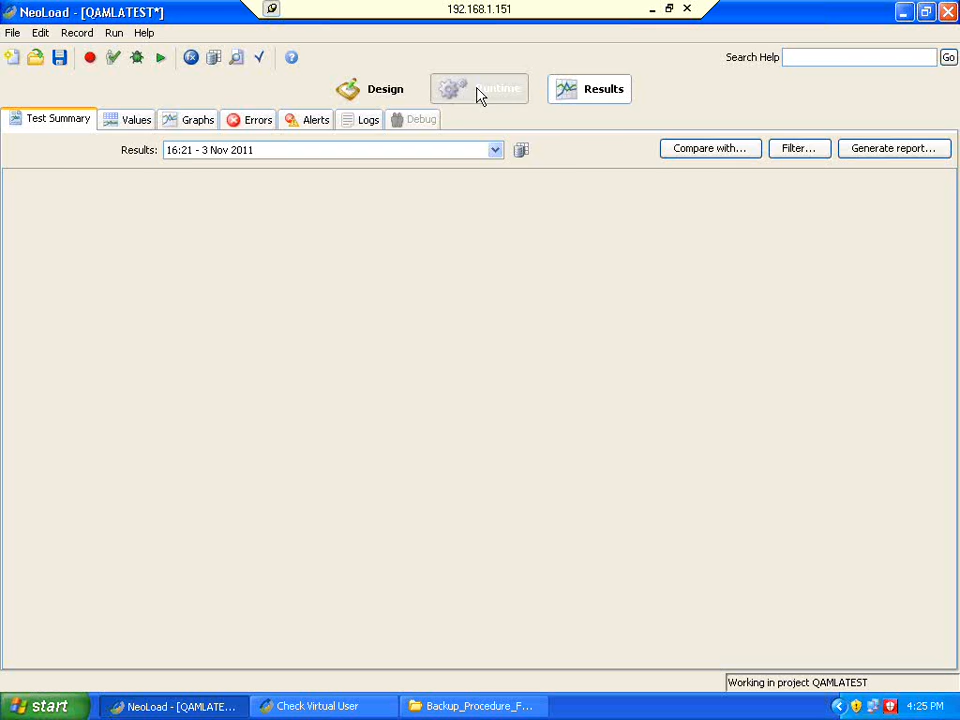 192.168.1.151
NeoLoad - [QAMLATEST*]
File Edit Record Run Help
Search Help
Go
Design
Runtime
Results
Test Summary Values Graphs Errors Alerts Logs Debug
Results: 16:21 - 3 Nov 2011
Compare with... Filter... Generate report...
Working in project QAMLATEST
start
NeoLoad - [QAMLATE...
Check Virtual User
Backup_Procedure_F...
4:25 PM